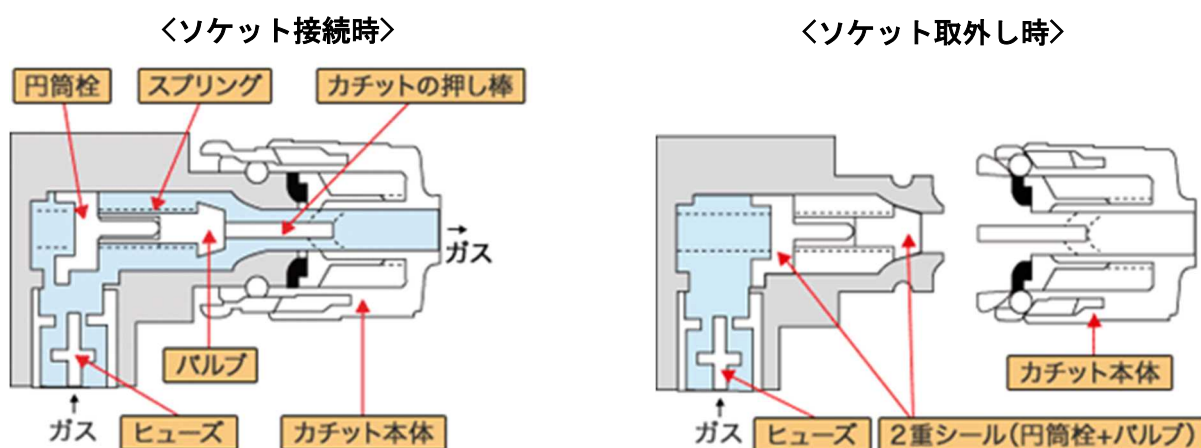 <ソケット接続時>
円筒栓
スプリング
カチットの押し棒
ガス
バルブ
ガス
ヒューズ
カチット本体
<ソケット取外し時>
カチット本体
ガス
ヒューズ
2重シール(円筒栓+バルブ)